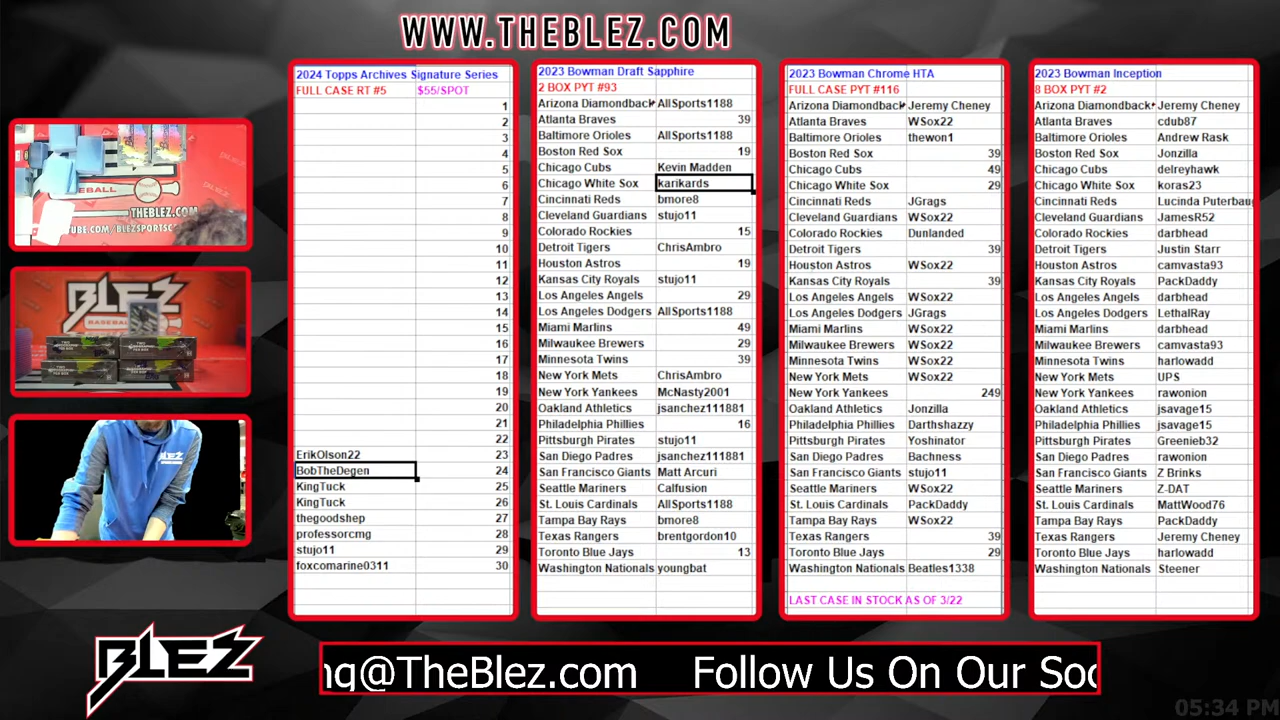 WWW.THEBLEZ.COM
2024 Topps Archives Signature Series
FULL CASE RT #5 $55/SPOT
1
2
3
4
5
6
7
8
9
10
11
12
13
14
15
16
17
18
19
20
21
22
ErikOlson22 23
BobTheDegen 24
KingTuck 25
KingTuck 26
thegoodshep 27
professorcmg 28
stujo11 29
foxcomarine0311 30
2023 Bowman Draft Sapphire
2 BOX PYT #93
Arizona Diamondback AllSports1188
Atlanta Braves 39
Baltimore Orioles AllSports1188
Boston Red Sox 19
Chicago Cubs Kevin Madden
Chicago White Sox karikards
Cincinnati Reds bmore8
Cleveland Guardians stujo11
Colorado Rockies 15
Detroit Tigers ChrisAmbro
Houston Astros 19
Kansas City Royals stujo11
Los Angeles Angels 29
Los Angeles Dodgers AllSports1188
Miami Marlins 49
Milwaukee Brewers 29
Minnesota Twins 39
New York Mets ChrisAmbro
New York Yankees McNasty2001
Oakland Athletics jsanchez111881
Philadelphia Phillies 16
Pittsburgh Pirates stujo11
San Diego Padres jsanchez111881
San Francisco Giants Matt Arcuri
Seattle Mariners Calfusion
St. Louis Cardinals AllSports1188
Tampa Bay Rays bmore8
Texas Rangers brentgordon10
Toronto Blue Jays 13
Washington Nationals youngbat
2023 Bowman Chrome HTA
FULL CASE PYT #116
Arizona Diamondback Jeremy Cheney
Atlanta Braves WSox22
Baltimore Orioles thewon1
Boston Red Sox 39
Chicago Cubs 49
Chicago White Sox 29
Cincinnati Reds JGrags
Cleveland Guardians WSox22
Colorado Rockies Dunlanded
Detroit Tigers 39
Houston Astros WSox22
Kansas City Royals 39
Los Angeles Angels WSox22
Los Angeles Dodgers JGrags
Miami Marlins WSox22
Milwaukee Brewers WSox22
Minnesota Twins WSox22
New York Mets WSox22
New York Yankees 249
Oakland Athletics Jonzilla
Philadelphia Phillies Darthshazzy
Pittsburgh Pirates Yoshinator
San Diego Padres Bachness
San Francisco Giants stujo11
Seattle Mariners WSox22
St. Louis Cardinals PackDaddy
Tampa Bay Rays WSox22
Texas Rangers 39
Toronto Blue Jays 29
Washington Nationals Beatles1338
LAST CASE IN STOCK AS OF 3/22
2023 Bowman Inception
8 BOX PYT #2
Arizona Diamondback Jeremy Cheney
Atlanta Braves cdub87
Baltimore Orioles Andrew Rask
Boston Red Sox Jonzilla
Chicago Cubs delreyhawk
Chicago White Sox koras23
Cincinnati Reds Lucinda Puterbaug
Cleveland Guardians JamesR52
Colorado Rockies darbhead
Detroit Tigers Justin Starr
Houston Astros camvasta93
Kansas City Royals PackDaddy
Los Angeles Angels darbhead
Los Angeles Dodgers LethalRay
Miami Marlins darbhead
Milwaukee Brewers camvasta93
Minnesota Twins harlowadd
New York Mets UPS
New York Yankees rawonion
Oakland Athletics jsavage15
Philadelphia Phillies jsavage15
Pittsburgh Pirates Greenieb32
San Diego Padres rawonion
San Francisco Giants Z Brinks
Seattle Mariners Z-DAT
St. Louis Cardinals MattWood76
Tampa Bay Rays PackDaddy
Texas Rangers Jeremy Cheney
Toronto Blue Jays harlowadd
Washington Nationals Steener
THEBLEZ.COM
BLEZ
BLEZ
ng@TheBlez.com Follow Us On Our Soc
05:34 PM